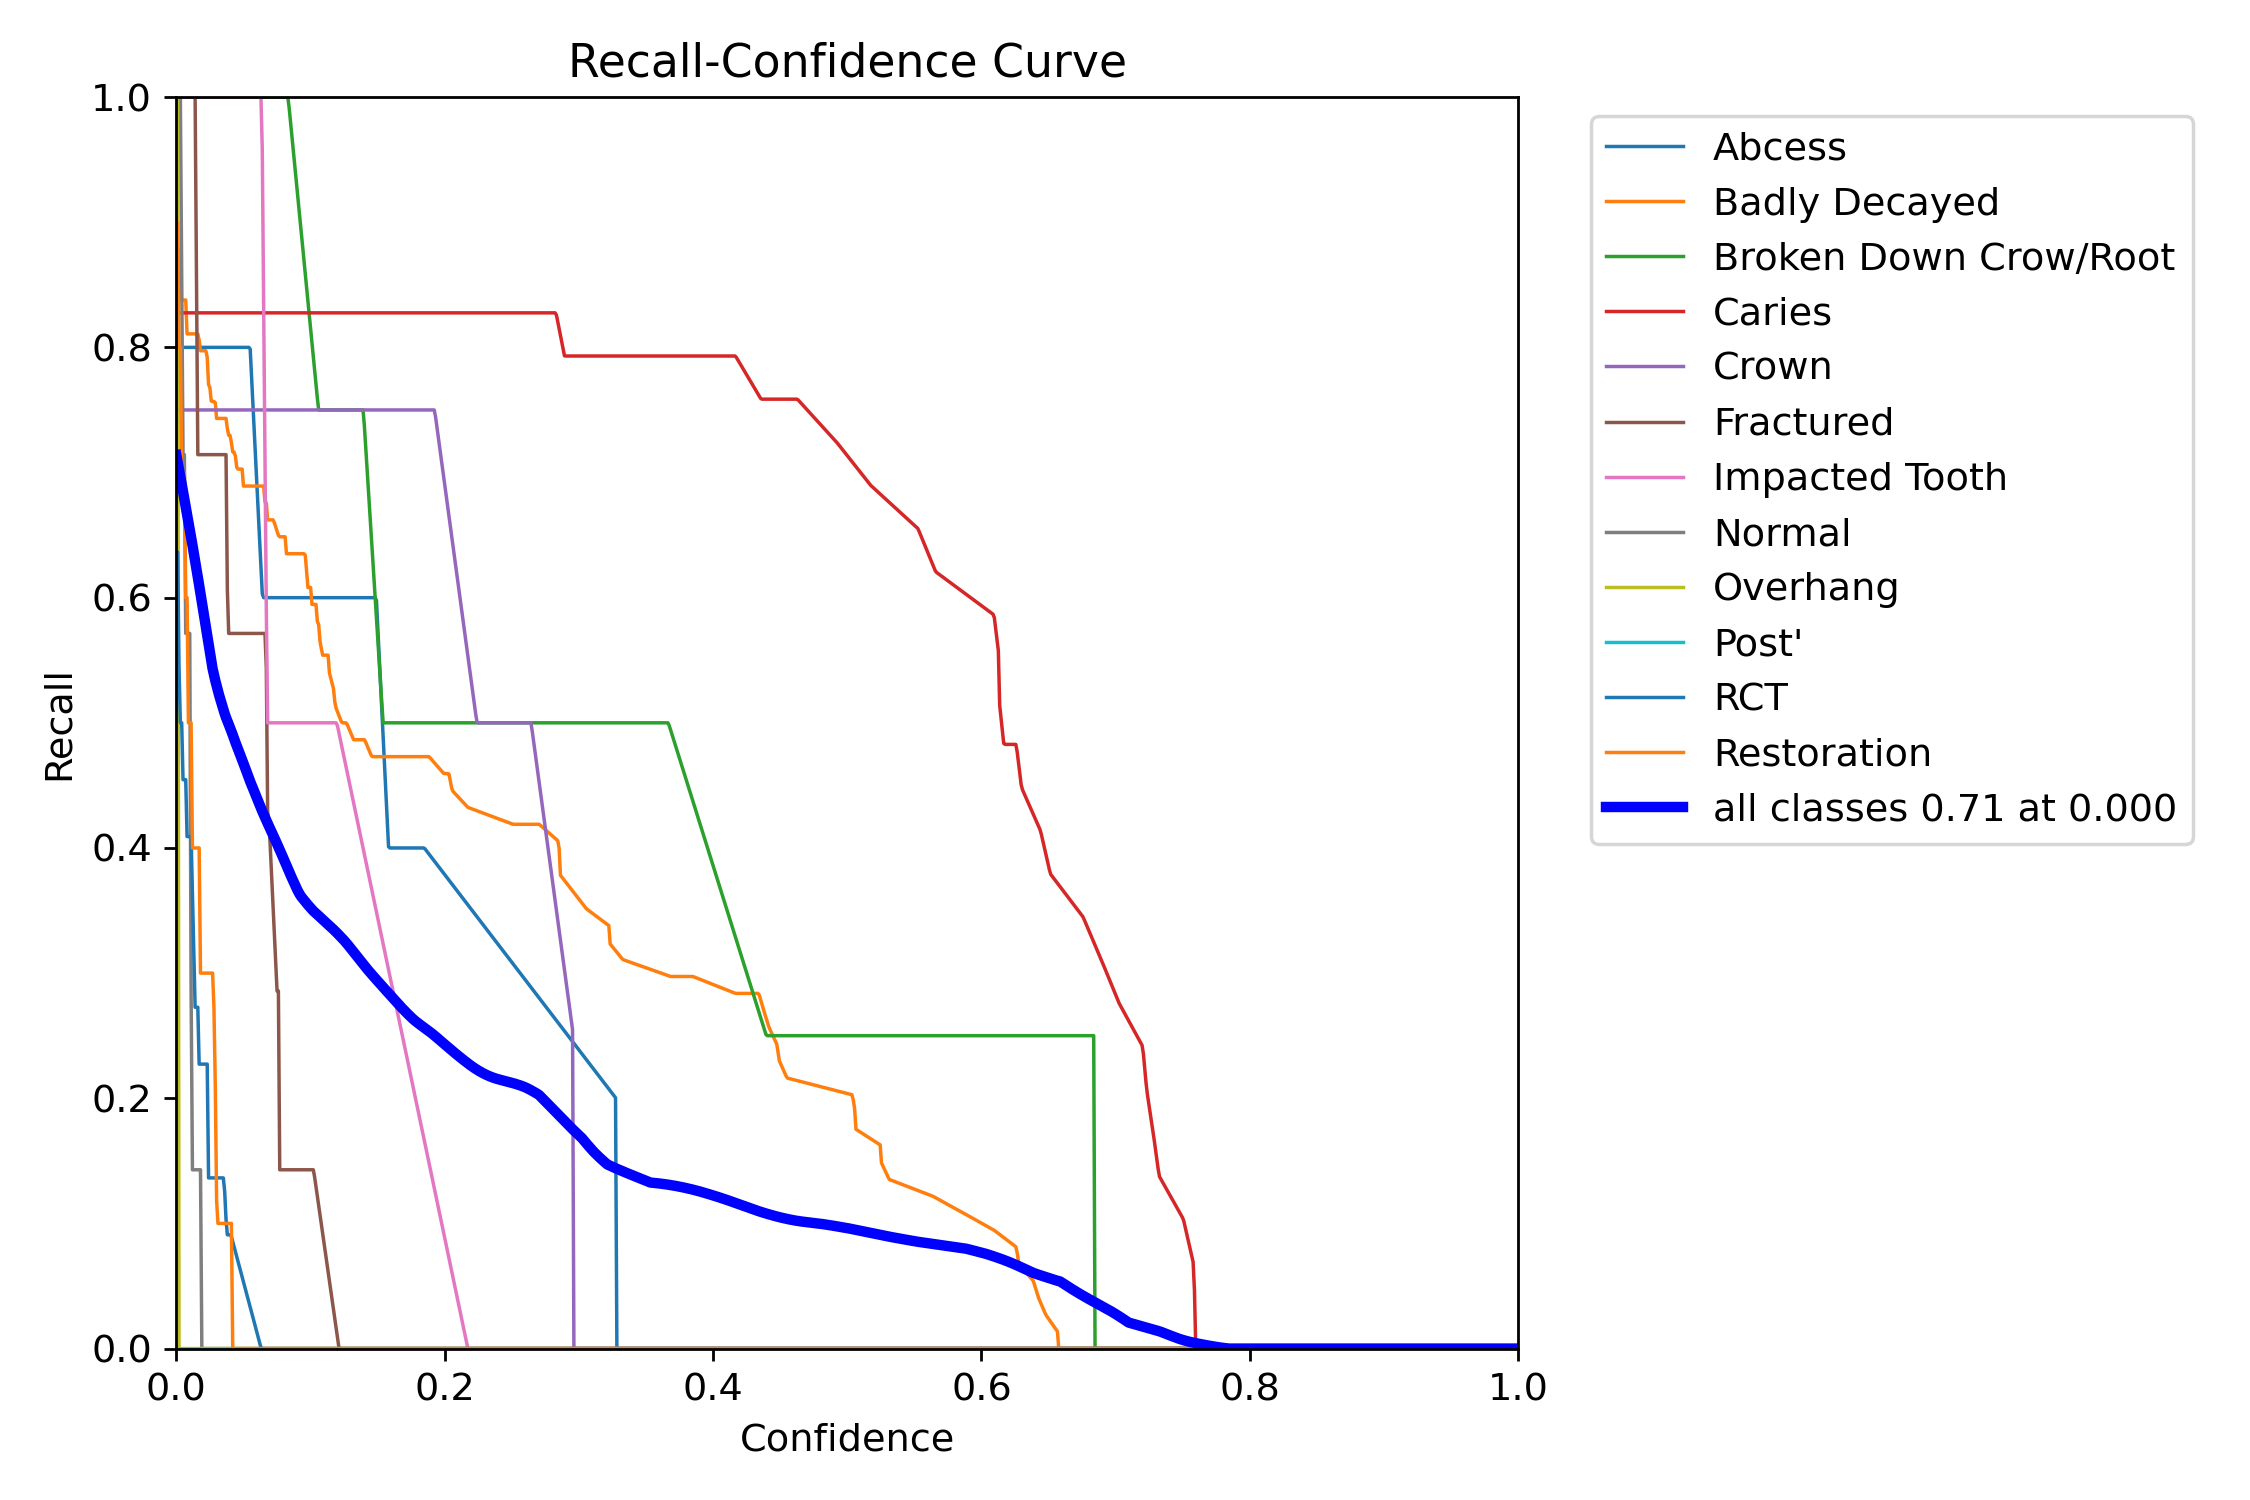 Recall-Confidence Curve
1.0
0.8
0.6
0.4
0.2
0.0
Recall
0.0 0.2 0.4 0.6 0.8 1.0
Confidence
Abcess
Badly Decayed
Broken Down Crow/Root
Caries
Crown
Fractured
Impacted Tooth
Normal
Overhang
Post'
RCT
Restoration
all classes 0.71 at 0.000